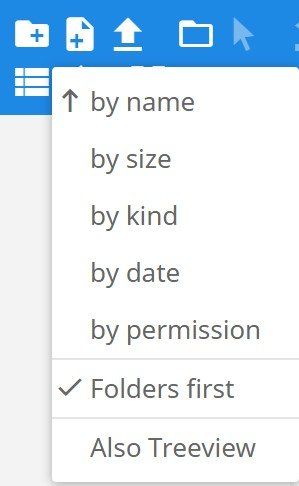 by name
by size
by kind
by date
by permission
Folders first
Also Treeview